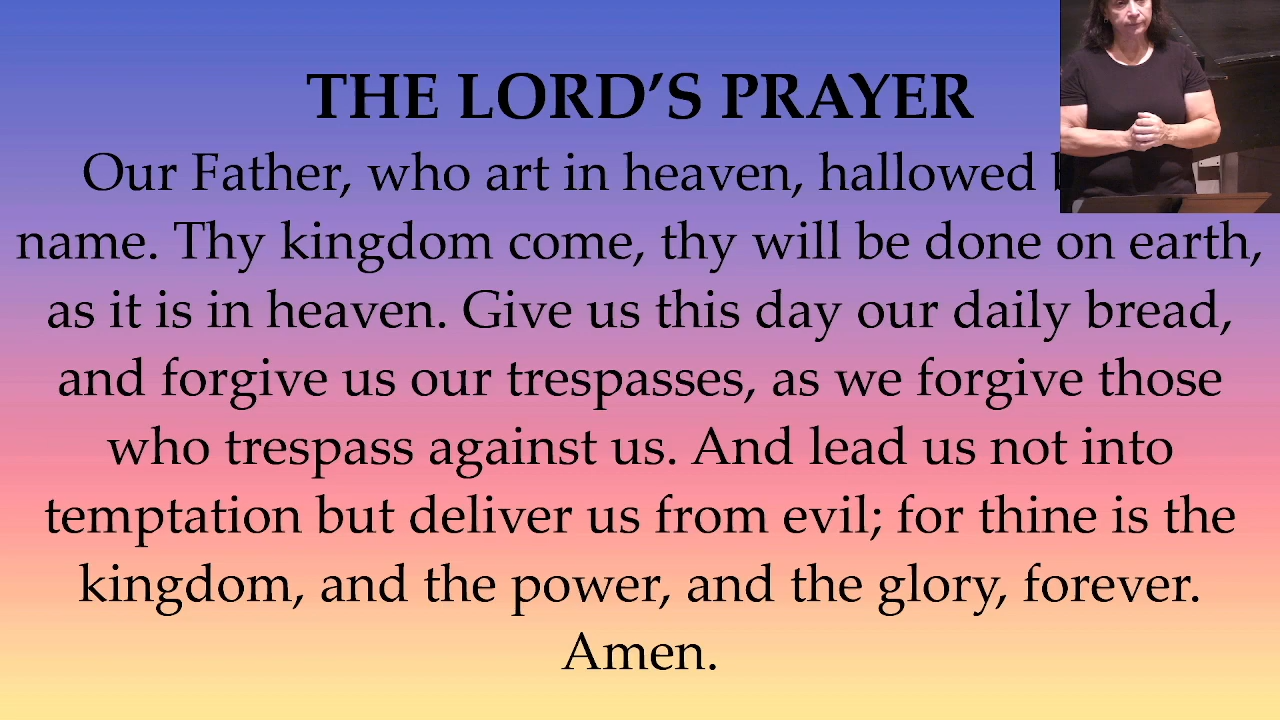 THE LORD’S PRAYER
Our Father, who art in heaven, hallowed
name. Thy kingdom come, thy will be done on earth,
as it is in heaven. Give us this day our daily bread,
and forgive us our trespasses, as we forgive those
who trespass against us. And lead us not into
temptation but deliver us from evil; for thine is the
kingdom, and the power, and the glory, forever.
Amen.